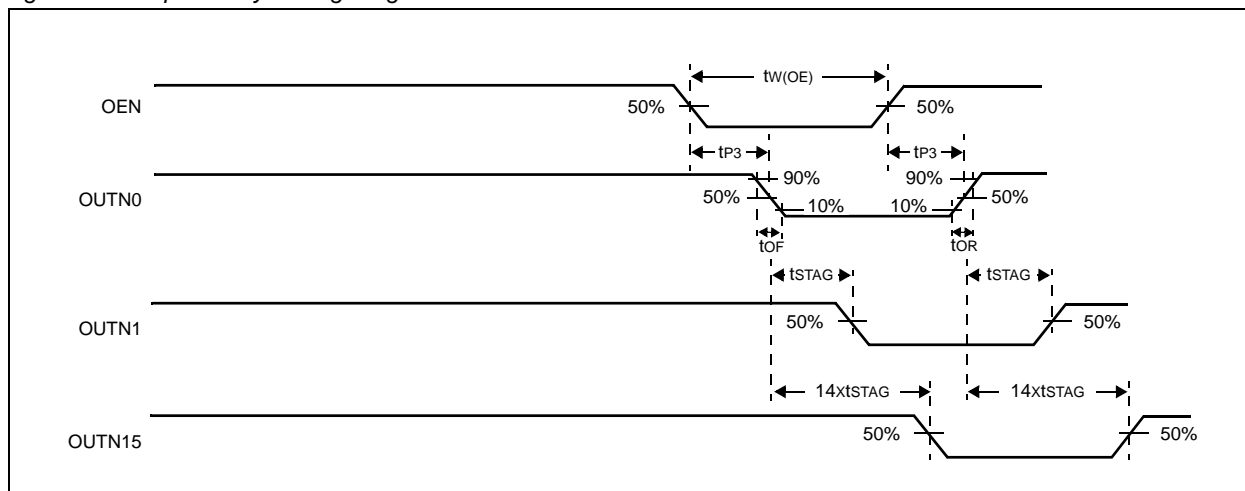 tW(OE)
OEN
50%
50%
tP3
tP3
90%
90%
OUTN0
50%
10%
10%
50%
tOF
tOR
tSTAG
tSTAG
OUTN1
50%
50%
14XtSTAG
14XtSTAG
OUTN15
50%
50%